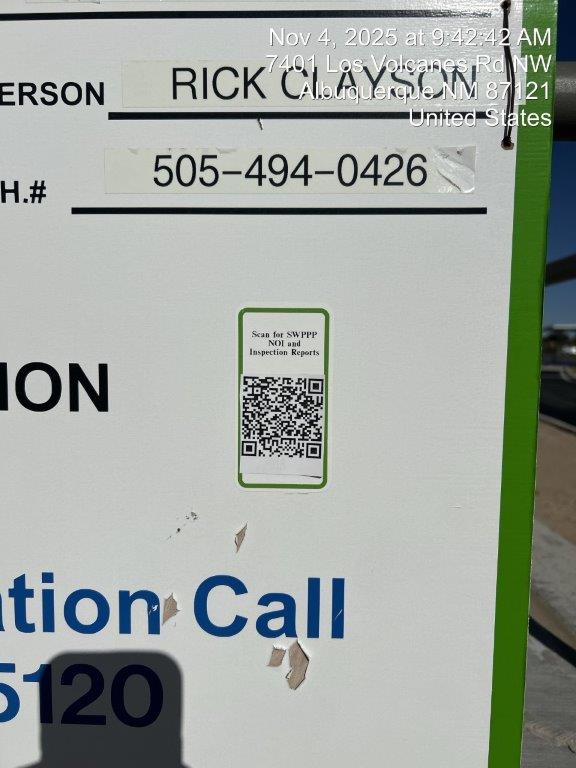 Nov 4, 2025 at 9:42:42 AM
7401 Los Volcanes Rd NW
Albuquerque NM 87121
United States
ERSON RICK CLAYSON
H.# 505-494-0426
Scan for SWPPP
NOI and
Inspection Reports
ION
ation Call
5120